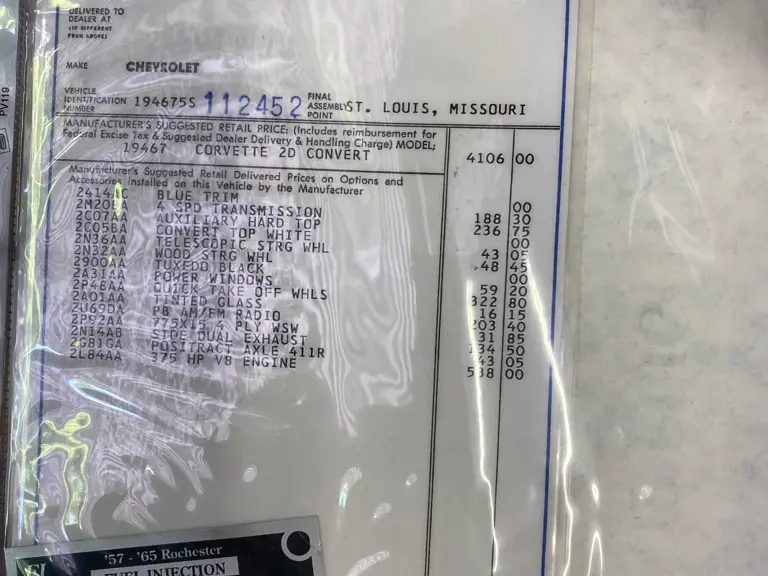 DELIVERED TO
DEALER AT
(IF DIFFERENT
FROM ABOVE)
MAKE CHEVROLET
VEHICLE
IDENTIFICATION 194675S 112452
NUMBER
FINAL
ASSEMBLY ST. LOUIS, MISSOURI
POINT
MANUFACTURER'S SUGGESTED RETAIL PRICE: (Includes reimbursement for
Federal Excise Tax & Suggested Dealer Delivery & Handling Charge) MODEL;
19467 CORVETTE 2D CONVERT 4106 00
Manufacturer's Suggested Retail Delivered Prices on Options and
Accessories Installed on this Vehicle by the Manufacturer
2414AC BLUE TRIM 00
2M20EA 4 SPD TRANSMISSION 188 30
2C07AA AUXILIARY HARD TOP 236 75
2C05BA CONVERT TOP WHITE 00
2N36AA TELESCOPIC STRG WHL 43 05
2N32AA WOOD STRG WHL 48 45
2900AA TUXEDO BLACK 00
2A31AA POWER WINDOWS 59 20
2P48AA QUICK TAKE OFF WHLS 322 80
2A01AA TINTED GLASS 16 15
2U69DA PB AM/FM RADIO 203 40
2P92AA 775X15 4 PLY WSW 31 85
2N14AB SIDE DUAL EXHAUST 134 50
2G81GA POSITRACT AXLE 411R 43 05
2L84AA 375 HP V8 ENGINE 538 00
PV119
'57 - '65 Rochester
FUEL INJECTION